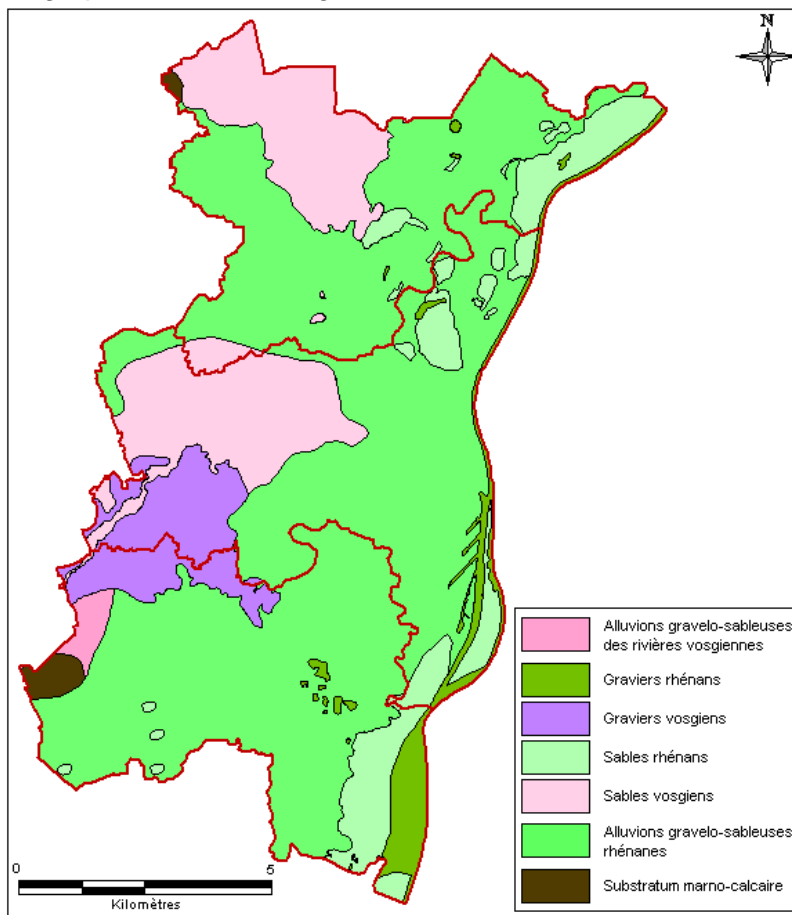 N
Alluvions gravelo-sableuses
des rivières vosgiennes
Graviers rhénans
Graviers vosgiens
Sables rhénans
Sables vosgiens
Alluvions gravelo-sableuses
rhénanes
Substratum marno-calcaire
0 5
Kilomètres